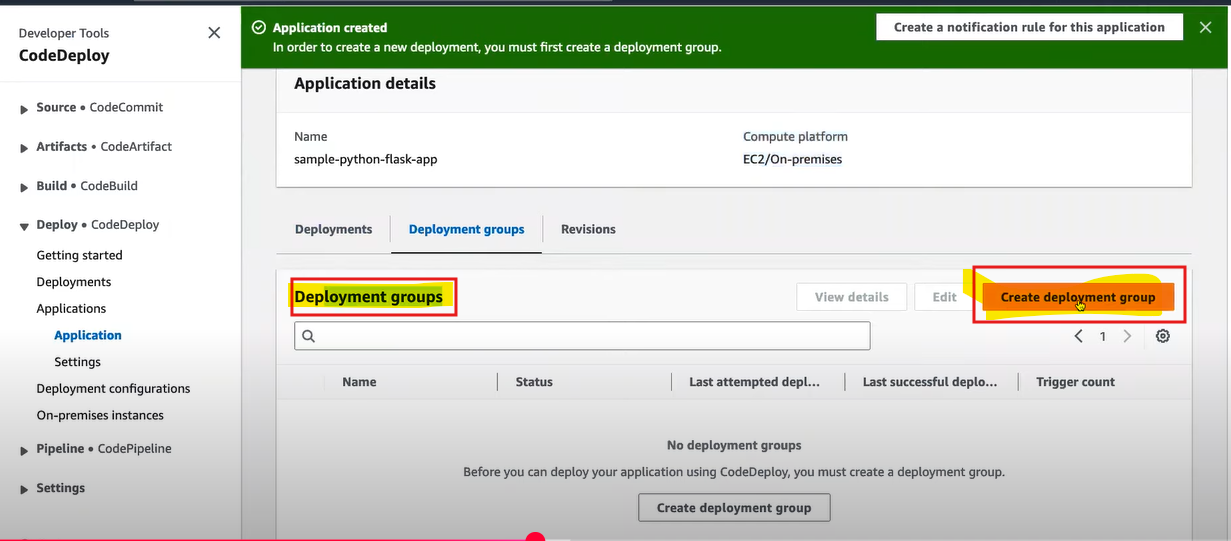 Developer Tools
CodeDeploy
Source • CodeCommit
Artifacts • CodeArtifact
Build • CodeBuild
Deploy • CodeDeploy
Getting started
Deployments
Applications
Application
Settings
Deployment configurations
On-premises instances
Pipeline • CodePipeline
Settings
Application created
In order to create a new deployment, you must first create a deployment group.
Create a notification rule for this application
Application details
Name
sample-python-flask-app
Compute platform
EC2/On-premises
Deployments
Deployment groups
Revisions
Deployment groups
View details
Edit
Create deployment group
1
Name
Status
Last attempted depl...
Last successful deplo...
Trigger count
No deployment groups
Before you can deploy your application using CodeDeploy, you must create a deployment group.
Create deployment group